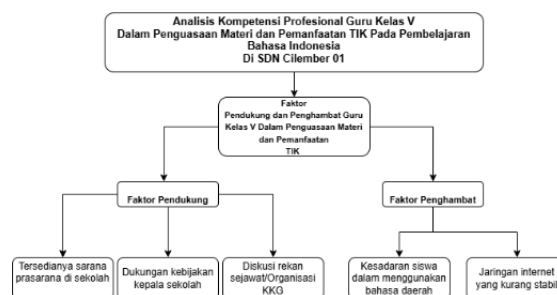 Analisis Kompetensi Profesional Guru Kelas V
Dalam Penguasaan Materi dan Pemanfaatan TIK Pada Pembelajaran
Bahasa Indonesia
Di SDN Cilember 01
Faktor
Pendukung dan Penghambat Guru
Kelas V Dalam Penguasaan Materi
dan Pemanfaatan
TIK
Faktor Pendukung
Faktor Penghambat
Tersedianya sarana
prasarana di sekolah
Dukungan kebijakan
kepala sekolah
Diskusi rekan
sejawat/Organisasi
KKG
Kesadaran siswa
dalam menggunakan
bahasa daerah
Jaringan internet
yang kurang stabil